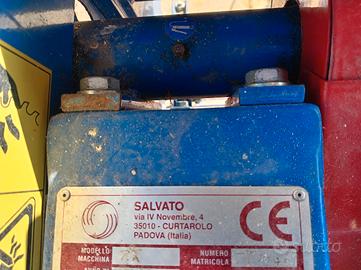 SALVATO
via IV Novembre, 4
35010 - CURTAROLO
PADOVA (Italia)
CE
MODELLO
MACCHINA
NUMERO
MATRICOLA